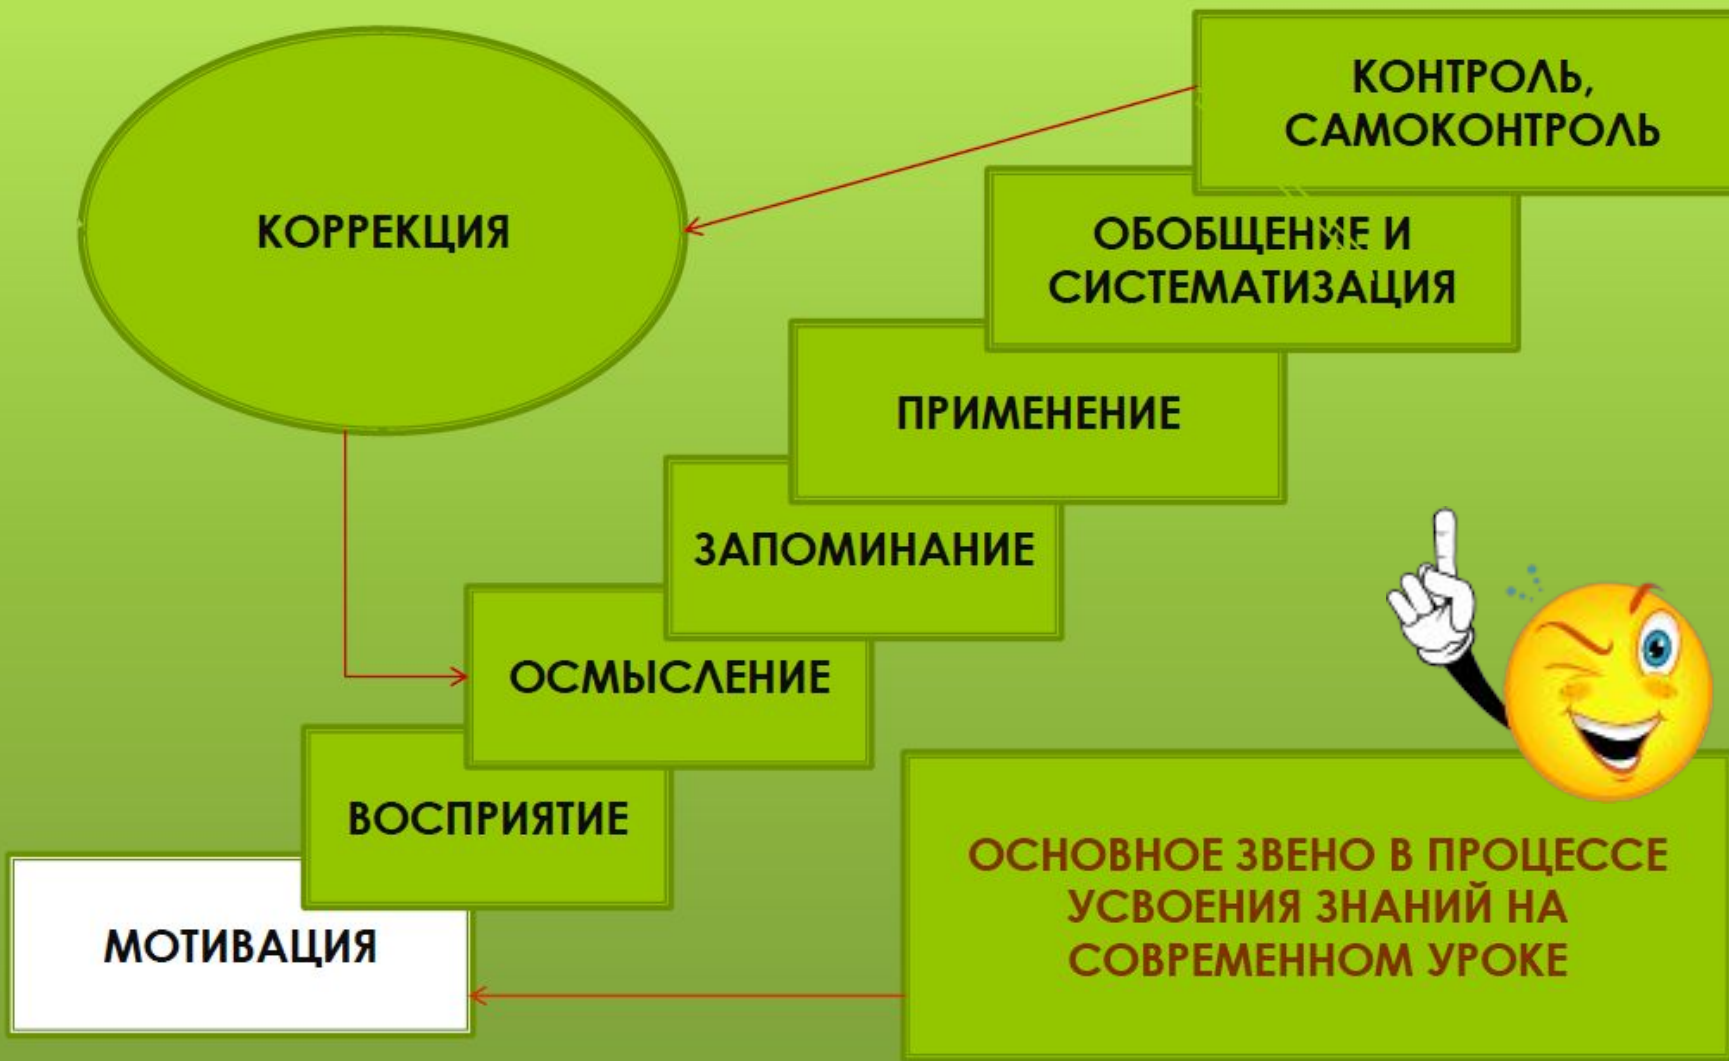 КОНТРОЛЬ,
САМОКОНТРОЛЬ
КОРРЕКЦИЯ
ОБОБЩЕНИЕ И
СИСТЕМАТИЗАЦИЯ
ПРИМЕНЕНИЕ
ЗАПОМИНАНИЕ
ОСМЫСЛЕНИЕ
ВОСПРИЯТИЕ
МОТИВАЦИЯ
ОСНОВНОЕ ЗВЕНО В ПРОЦЕССЕ
УСВОЕНИЯ ЗНАНИЙ НА
СОВРЕМЕННОМ УРОКЕ